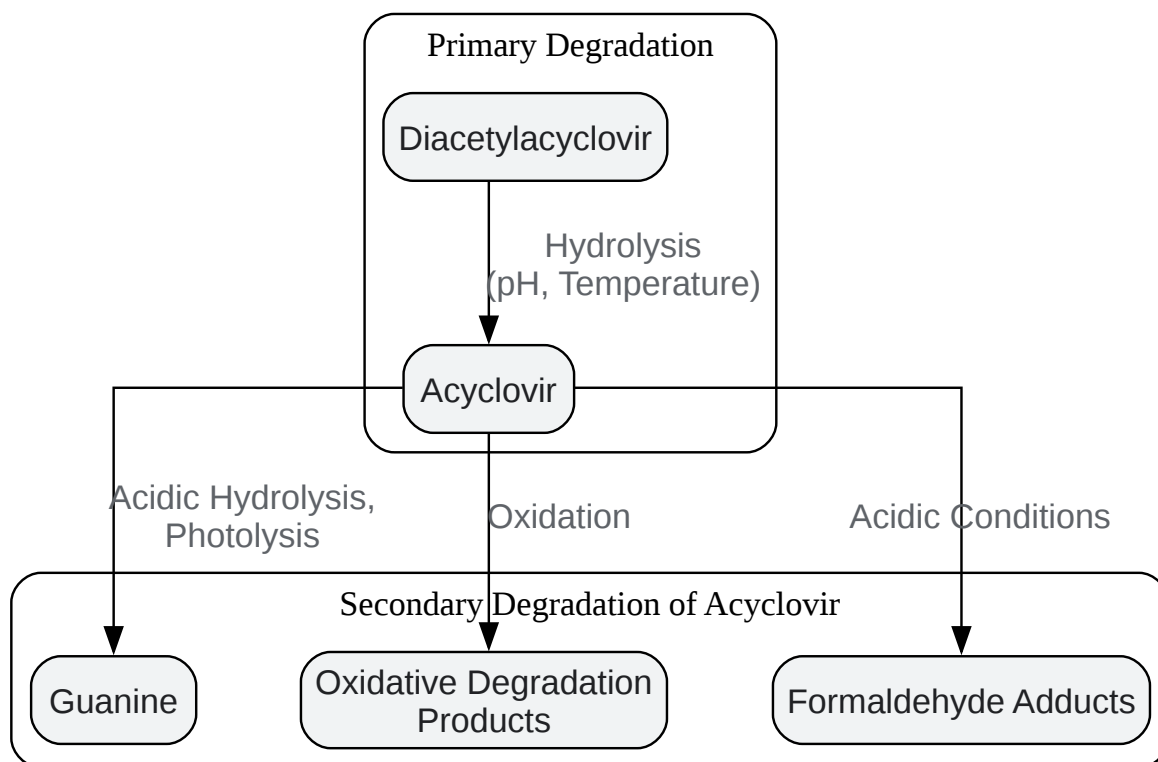 Primary Degradation
Diacetylacyclovir
Hydrolysis
(pH, Temperature)
Acyclovir
Acidic Hydrolysis,
Photolysis
Oxidation
Acidic Conditions
Secondary Degradation of Acyclovir
Guanine
Oxidative Degradation
Products
Formaldehyde Adducts